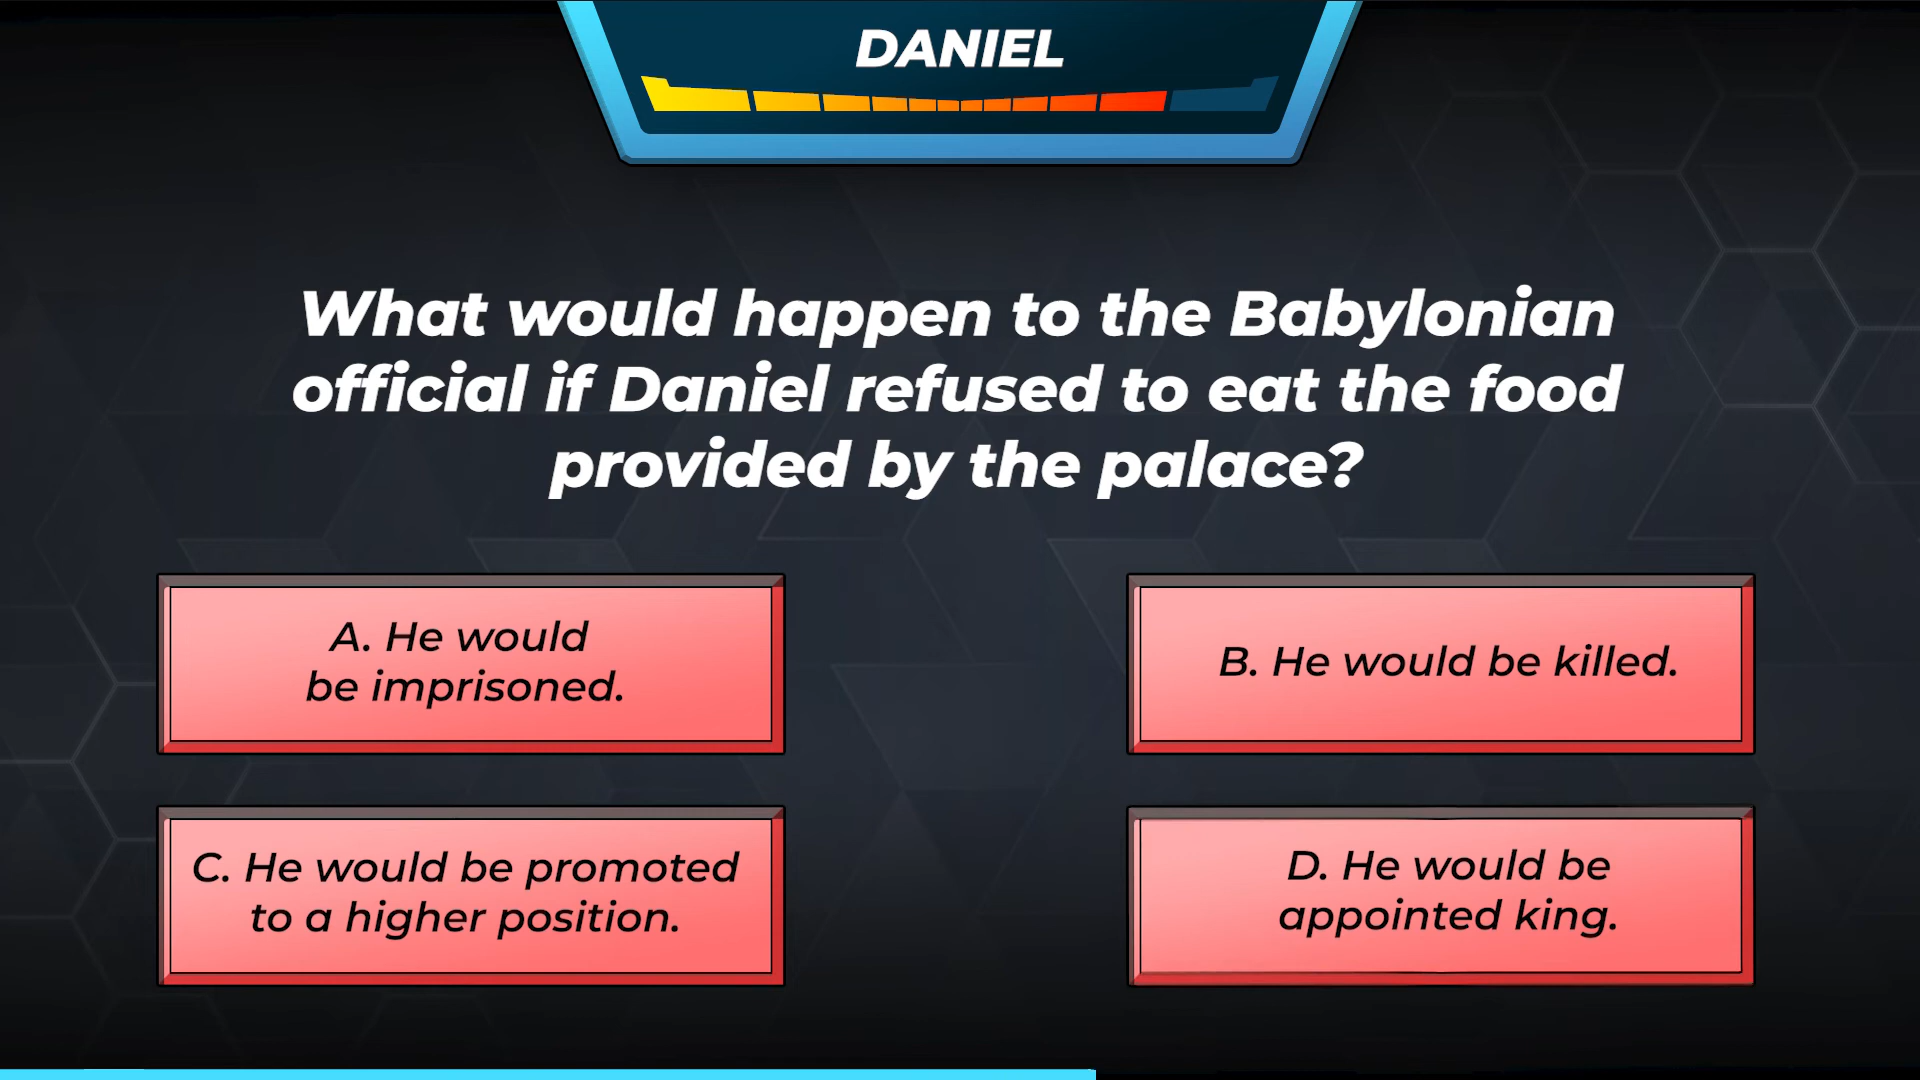 DANIEL
What would happen to the Babylonian
official if Daniel refused to eat the food
provided by the palace?
A. He would
be imprisoned.
B. He would be killed.
C. He would be promoted
to a higher position.
D. He would be
appointed king.